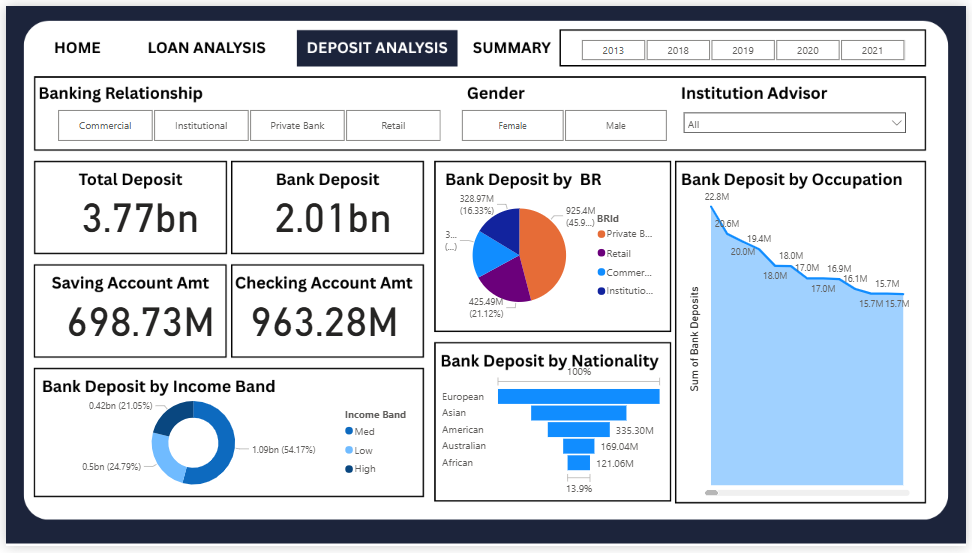 HOME
LOAN ANALYSIS
DEPOSIT ANALYSIS
SUMMARY
2013
2018
2019
2020
2021
Banking Relationship
Commercial
Institutional
Private Bank
Retail
Gender
Female
Male
Institution Advisor
All
Total Deposit
3.77bn
Bank Deposit
2.01bn
Saving Account Amt
698.73M
Checking Account Amt
963.28M
Bank Deposit by Income Band
0.42bn (21.05%)
0.5bn (24.79%)
1.09bn (54.17%)
Income Band
Med
Low
High
Bank Deposit by BR
328.97M
(16.33%)
3...
(...)
425.49M
(21.12%)
925.4M
(45.9...)
BRId
Private B...
Retail
Commer...
Institutio...
Bank Deposit by Nationality
100%
European
Asian
American
335.30M
Australian
169.04M
African
121.06M
13.9%
Bank Deposit by Occupation
Sum of Bank Deposits
22.8M
20.6M
20.0M
19.4M
18.0M
18.0M
17.0M
17.0M
16.9M
16.1M
15.7M
15.7M
15.7M